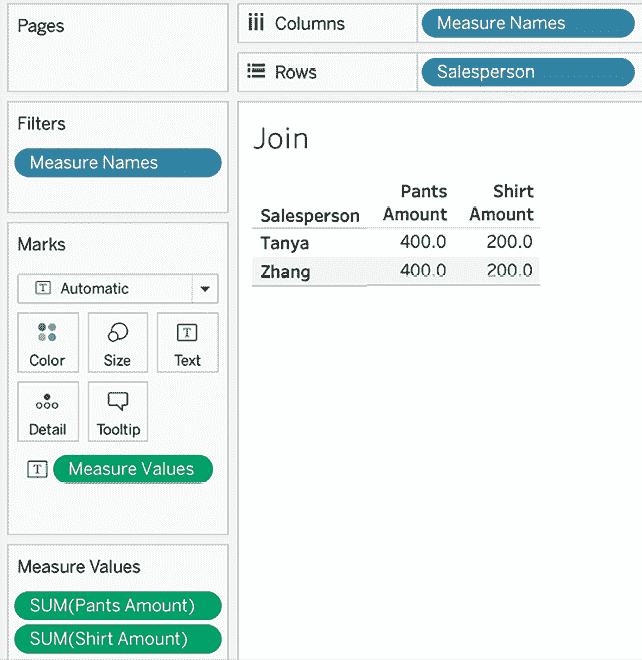 Pages
Columns
Measure Names
Rows
Salesperson
Filters
Measure Names
Marks
T Automatic
Color
Size
T
Text
Detail
Tooltip
T Measure Values
Measure Values
SUM(Pants Amount)
SUM(Shirt Amount)
Join
Pants Shirt
Salesperson Amount Amount
Tanya 400.0 200.0
Zhang 400.0 200.0